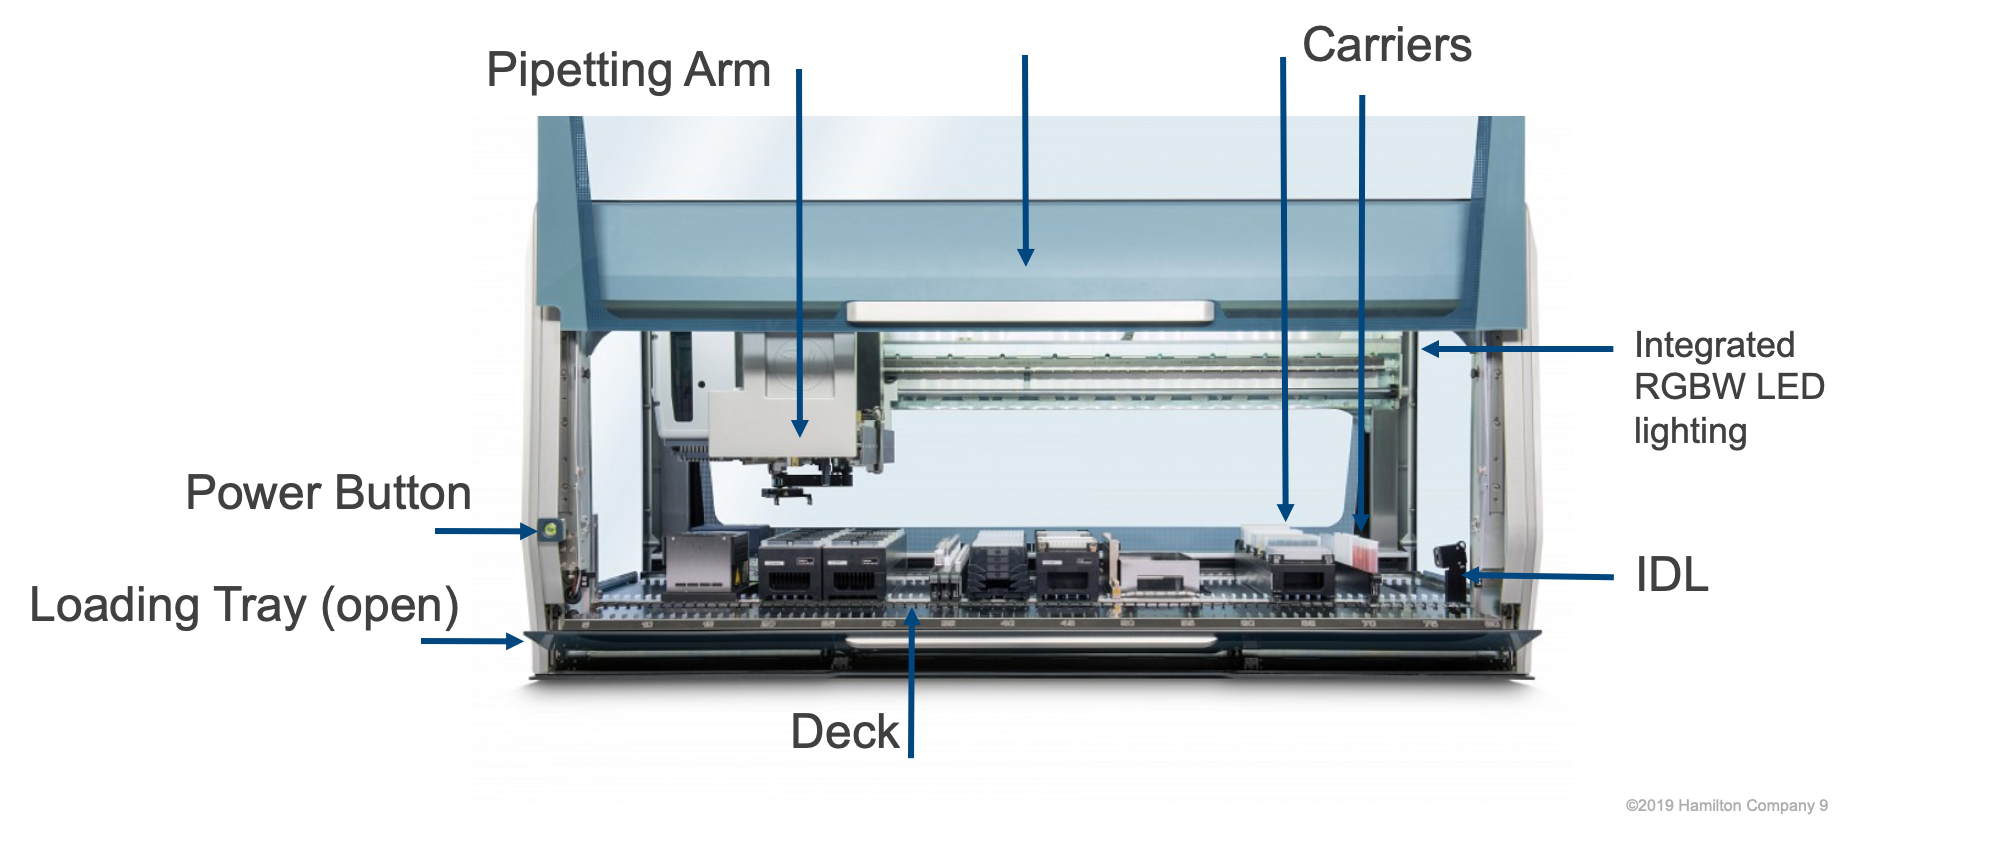 Carriers
Pipetting Arm
Integrated
RGBW LED
lighting
Power Button
IDL
Loading Tray (open)
Deck
©2019 Hamilton Company 9